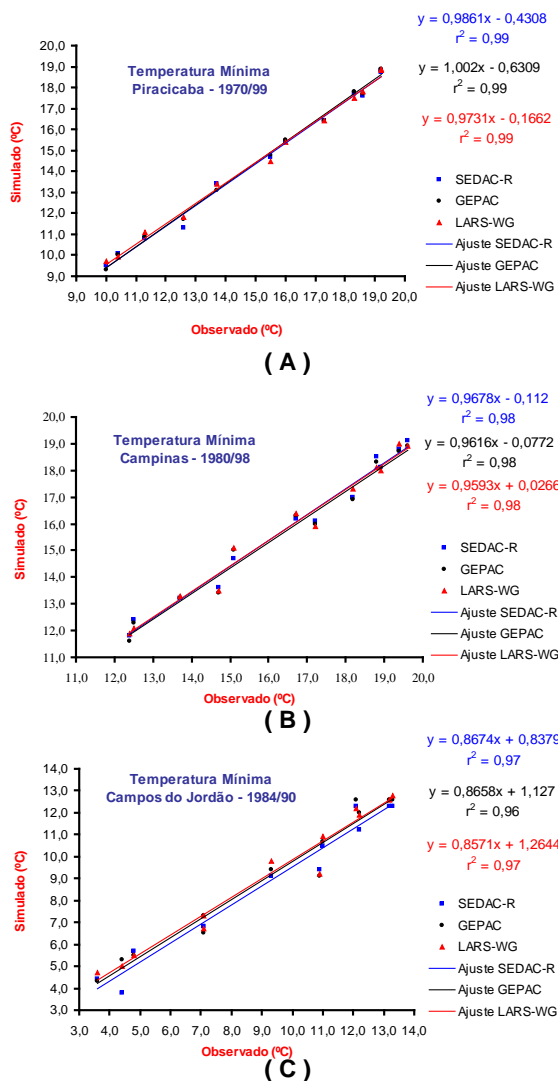 y = 0,9861x - 0,4308
r² = 0,99
20,0
19,0
18,0
17,0
16,0
15,0
14,0
13,0
12,0
11,0
10,0
9,0
Temperatura Mínima
Piracicaba - 1970/99
y = 1,002x - 0,6309
r² = 0,99
y = 0,9731x - 0,1662
r² = 0,99
Simulado (ºC)
SEDAC-R
GEPAC
LARS-WG
Ajuste SEDAC-R
Ajuste GEPAC
Ajuste LARS-WG
9,0 10,0 11,0 12,0 13,0 14,0 15,0 16,0 17,0 18,0 19,0 20,0
Observado (ºC)
( A )
y = 0,9678x - 0,112
r² = 0,98
20,0
19,0
18,0
17,0
16,0
15,0
14,0
13,0
12,0
11,0
Temperatura Mínima
Campinas - 1980/98
y = 0,9616x - 0,0772
r² = 0,98
y = 0,9593x + 0,0266
r² = 0,98
Simulado (ºC)
SEDAC-R
GEPAC
LARS-WG
Ajuste SEDAC-R
Ajuste GEPAC
Ajuste LARS-WG
11,0 12,0 13,0 14,0 15,0 16,0 17,0 18,0 19,0 20,0
Observado (ºC)
( B )
y = 0,8674x + 0,8379
r² = 0,97
14,0
13,0
12,0
11,0
10,0
9,0
8,0
7,0
6,0
5,0
4,0
3,0
Temperatura Mínima
Campos do Jordão - 1984/90
y = 0,8658x + 1,127
r² = 0,96
y = 0,8571x + 1,2644
r² = 0,97
Simulado (ºC)
SEDAC-R
GEPAC
LARS-WG
Ajuste SEDAC-R
Ajuste GEPAC
Ajuste LARS-WG
3,0 4,0 5,0 6,0 7,0 8,0 9,0 10,0 11,0 12,0 13,0 14,0
Observado (ºC)
( C )